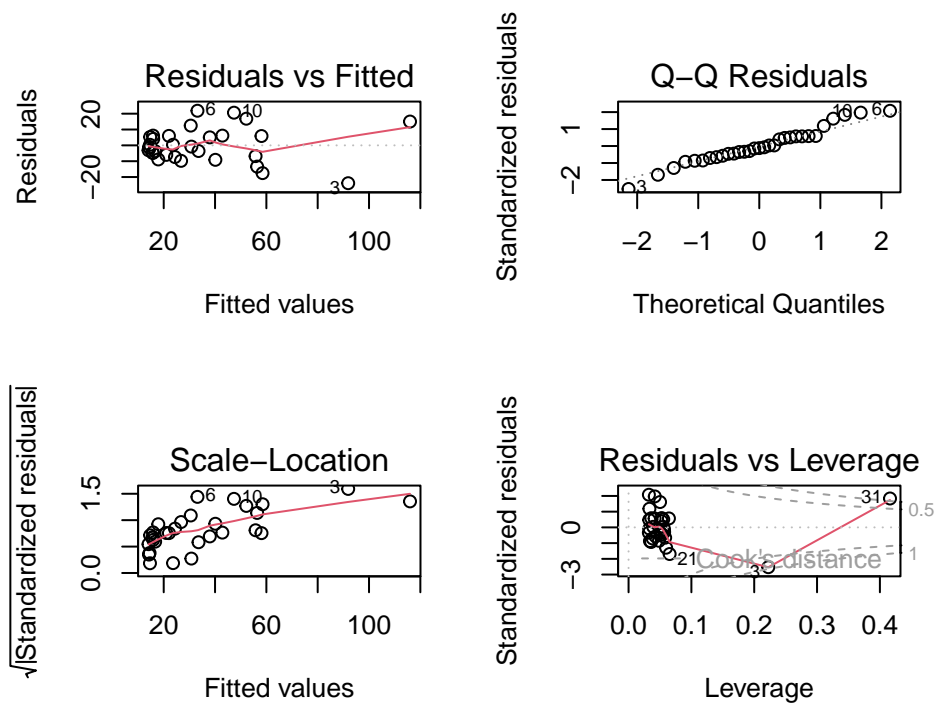 Residuals vs Fitted
Residuals
20
−20
6
10
3
20
60
100
Fitted values
Q−Q Residuals
Standardized residuals
1
−2
10
6
3
−2
−1
0
1
2
Theoretical Quantiles
Scale−Location
√|Standardized residuals|
1.5
0.0
6
10
3
20
60
100
Fitted values
Residuals vs Leverage
Standardized residuals
0
−3
31
0.5
1
21
Cook's distance
3
0.0
0.1
0.2
0.3
0.4
Leverage